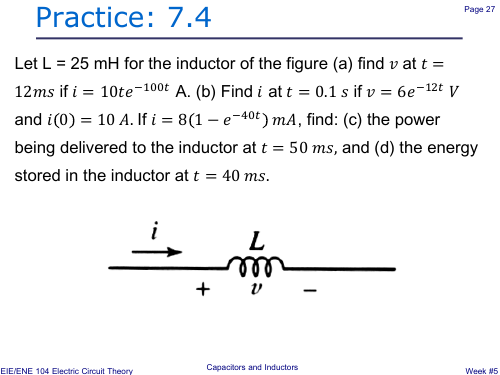 Practice: 7.4
Page 27
Let L = 25 mH for the inductor of the figure (a) find v at t =
12ms if i = 10te^{−100t} A. (b) Find i at t = 0.1 s if v = 6e^{−12t} V
and i(0) = 10 A. If i = 8(1 − e^{−40t}) mA, find: (c) the power
being delivered to the inductor at t = 50 ms, and (d) the energy
stored in the inductor at t = 40 ms.
i
L
+ v −
EIE/ENE 104 Electric Circuit Theory
Capacitors and Inductors
Week #5